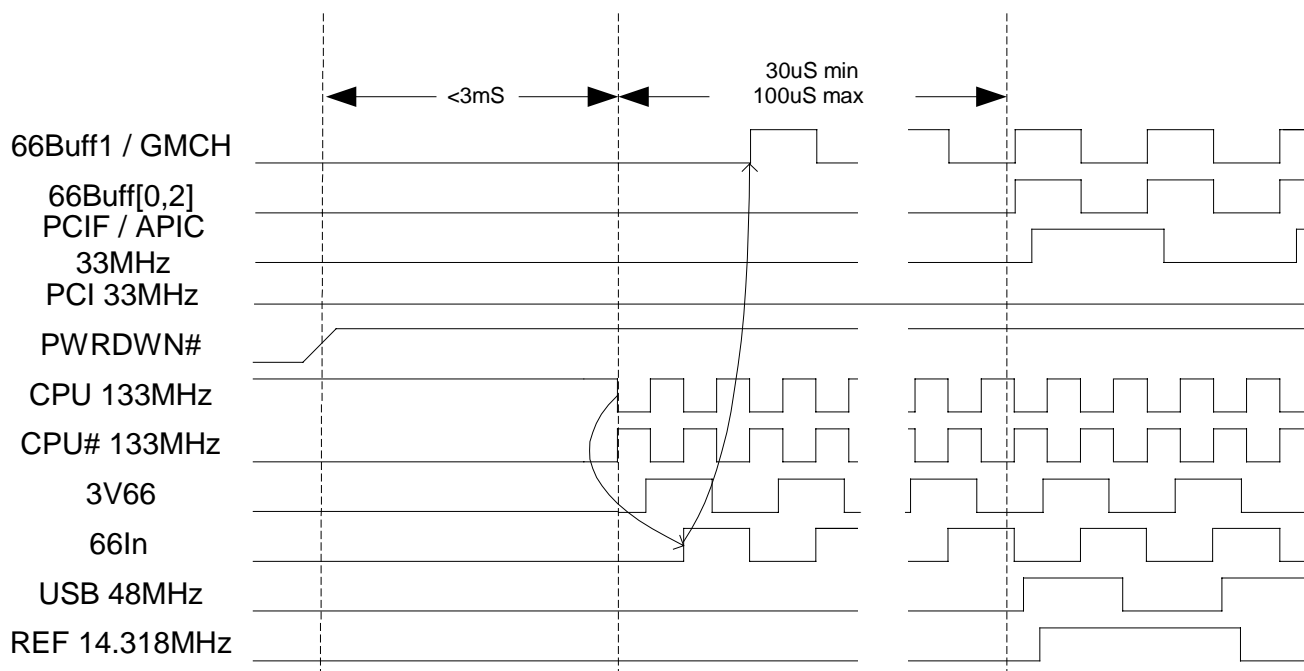 30uS min
<3mS
100uS max
66Buff1 / GMCH
66Buff[0,2]
PCIF / APIC
33MHz
PCI 33MHz
PWRDWN#
CPU 133MHz
CPU# 133MHz
3V66
66In
USB 48MHz
REF 14.318MHz